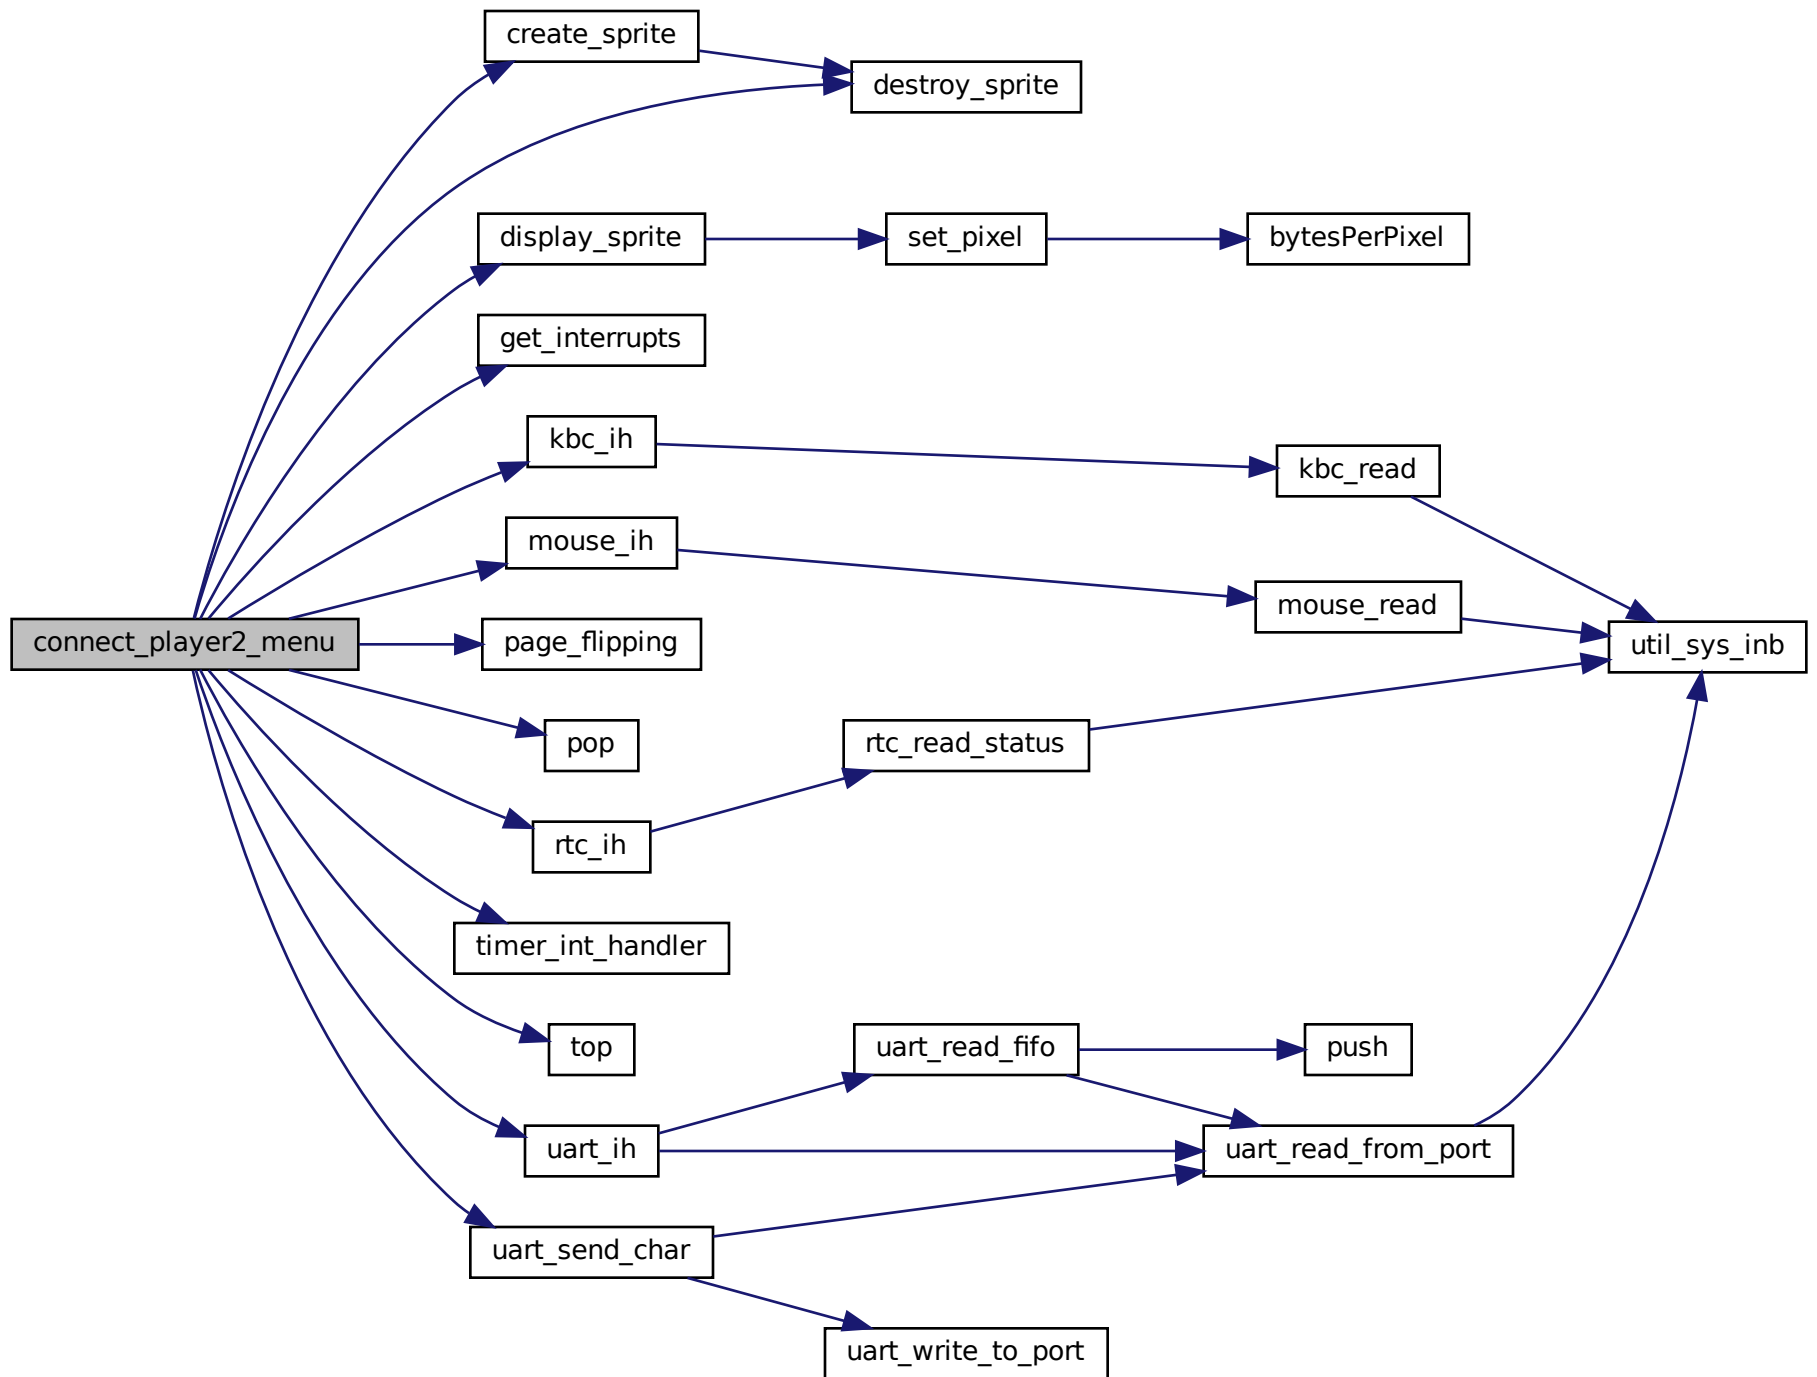 create_sprite
destroy_sprite
display_sprite
set_pixel
bytesPerPixel
get_interrupts
kbc_ih
kbc_read
mouse_ih
mouse_read
connect_player2_menu
page_flipping
util_sys_inb
pop
rtc_read_status
rtc_ih
timer_int_handler
top
uart_read_fifo
push
uart_ih
uart_read_from_port
uart_send_char
uart_write_to_port